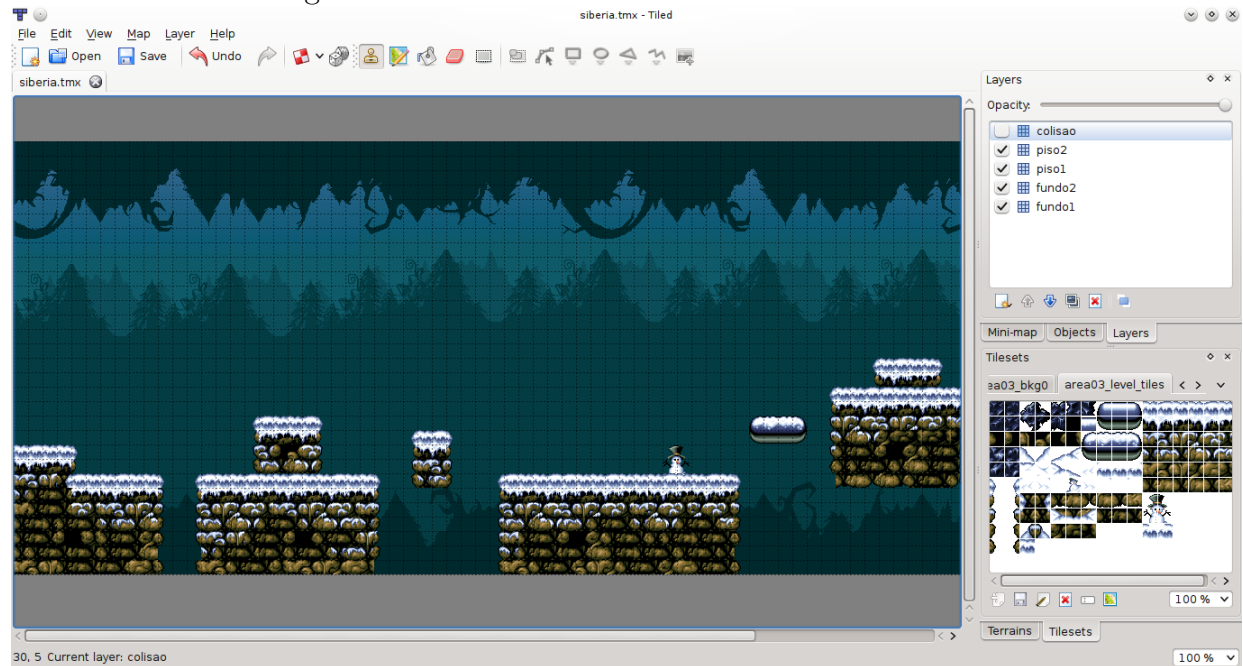 siberia.tmx - Tiled
File Edit View Map Layer Help
Open Save Undo
siberia.tmx
Layers
Opacity:
colisao
piso2
piso1
fundo2
fundo1
Mini-map Objects Layers
Tilesets
ea03_bkg0 area03_level_tiles
100 %
Terrains Tilesets
30, 5 Current layer: colisao
100 %